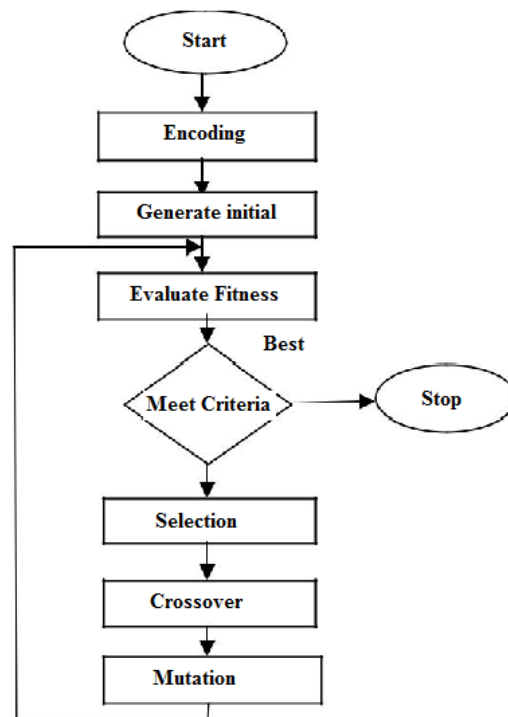 Start
Encoding
Generate initial
Evaluate Fitness
Best
Meet Criteria
Stop
Selection
Crossover
Mutation